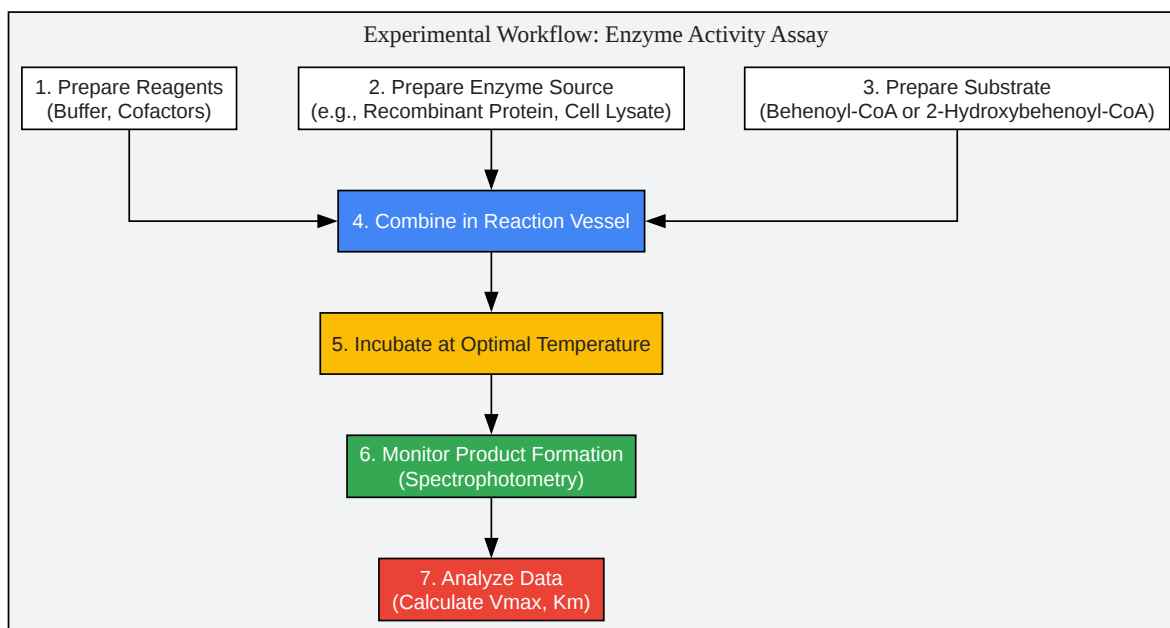 Experimental Workflow: Enzyme Activity Assay
1. Prepare Reagents
(Buffer, Cofactors)
2. Prepare Enzyme Source
(e.g., Recombinant Protein, Cell Lysate)
3. Prepare Substrate
(Behenoyl-CoA or 2-Hydroxybehenoyl-CoA)
4. Combine in Reaction Vessel
5. Incubate at Optimal Temperature
6. Monitor Product Formation
(Spectrophotometry)
7. Analyze Data
(Calculate Vmax, Km)